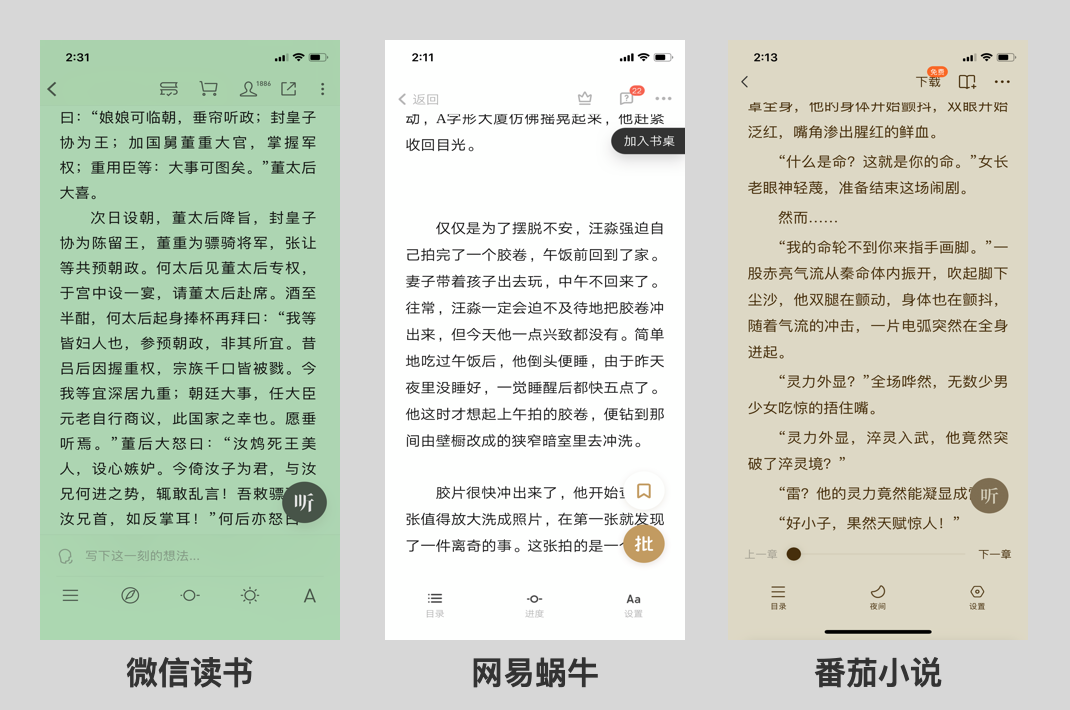 2:31
1886
曰：“娘娘可临朝，垂帘听政；封皇子
协为王；加国舅董重大官，掌握军
权；重用臣等：大事可图矣。”董太后
大喜。
次日设朝，董太后降旨，封皇子
协为陈留王，董重为骠骑将军，张让
等共预朝政。何太后见董太后专权，
于宫中设一宴，请董太后赴席。酒至
半酣，何太后起身捧杯再拜曰：“我等
皆妇人也，参预朝政，非其所宜。昔
吕后因握重权，宗族千口皆被戮。今
我等宜深居九重；朝廷大事，任大臣
元老自行商议，此国家之幸也。愿垂
听焉。”董后大怒曰：“汝鸩死王美
人，设心嫉妒。今倚汝子为君，与汝
兄何进之势，辄敢乱言！吾敕骠
汝兄首，如反掌耳！”何后亦怒曰
听
写下这一刻的想法...
A
微信读书
2:11
返回
22
动，A字形大厦仿佛摇晃起来，他赶紧
收回目光。
加入书桌
仅仅是为了摆脱不安，汪淼强迫自
己拍完了一个胶卷，午饭前回到了家。
妻子带着孩子出去玩，中午不回来了。
往常，汪淼一定会迫不及待地把胶卷冲
出来，但今天他一点兴致都没有。简单
地吃过午饭后，他倒头便睡，由于昨天
夜里没睡好，一觉睡醒后都快五点了。
他这时才想起上午拍的胶卷，便钻到那
间由壁橱改成的狭窄暗室里去冲洗。
胶片很快冲出来了，他开始
张值得放大洗成照片，在第一张就发现
了一件离奇的事。这张拍的是一
批
目录
进度
Aa
设置
网易蜗牛
2:13
下载
免费
罩全身，他的身体开始颤抖，双眼开始
泛红，嘴角渗出腥红的鲜血。
“什么是命？这就是你的命。”女长
老眼神轻蔑，准备结束这场闹剧。
然而……
“我的命轮不到你来指手画脚。”一
股赤亮气流从秦命体内振开，吹起脚下
尘沙，他双腿在颤动，身体也在颤抖，
随着气流的冲击，一片电弧突然在全身
迸起。
“灵力外显？”全场哗然，无数少男
少女吃惊的捂住嘴。
“灵力外显，淬灵入武，他竟然突
破了淬灵境？”
“雷？他的灵力竟然能凝显成
听
“好小子，果然天赋惊人！”
上一章
下一章
目录
夜间
设置
番茄小说